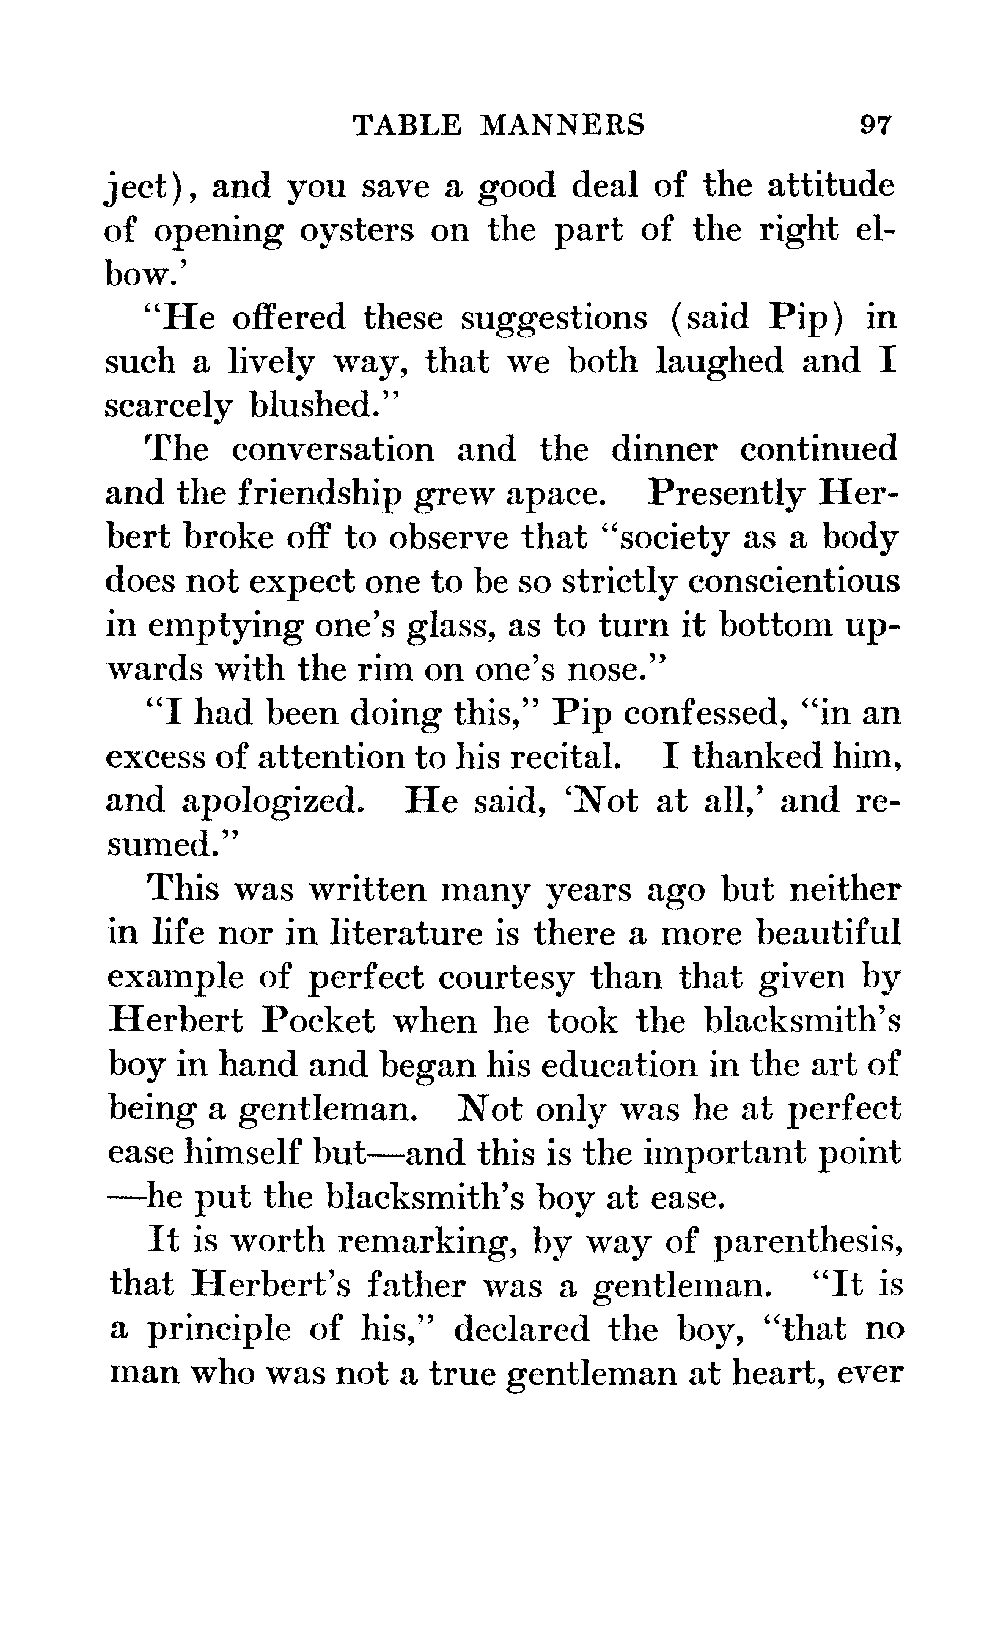 TABLE MANNERS 97
ject), and you save a good deal of the attitude
of opening oysters on the part of the right el-
bow.’
“He offered these suggestions (said Pip) in
such a lively way, that we both laughed and I
scarcely blushed.”
The conversation and the dinner continued
and the friendship grew apace. Presently Her-
bert broke off to observe that “society as a body
does not expect one to be so strictly conscientious
in emptying one’s glass, as to turn it bottom up-
wards with the rim on one’s nose.”
“I had been doing this,” Pip confessed, “in an
excess of attention to his recital. I thanked him,
and apologized. He said, ‘Not at all,’ and re-
sumed.”
This was written many years ago but neither
in life nor in literature is there a more beautiful
example of perfect courtesy than that given by
Herbert Pocket when he took the blacksmith’s
boy in hand and began his education in the art of
being a gentleman. Not only was he at perfect
ease himself but—and this is the important point
—he put the blacksmith’s boy at ease.
It is worth remarking, by way of parenthesis,
that Herbert’s father was a gentleman. “It is
a principle of his,” declared the boy, “that no
man who was not a true gentleman at heart, ever